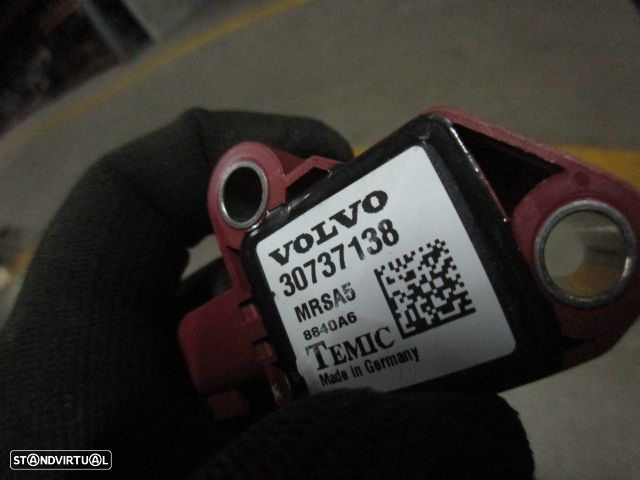 VOLVO
30737138
MRSA5
8840A6
TEMIC
Made in Germany
STANDVIRTUAL